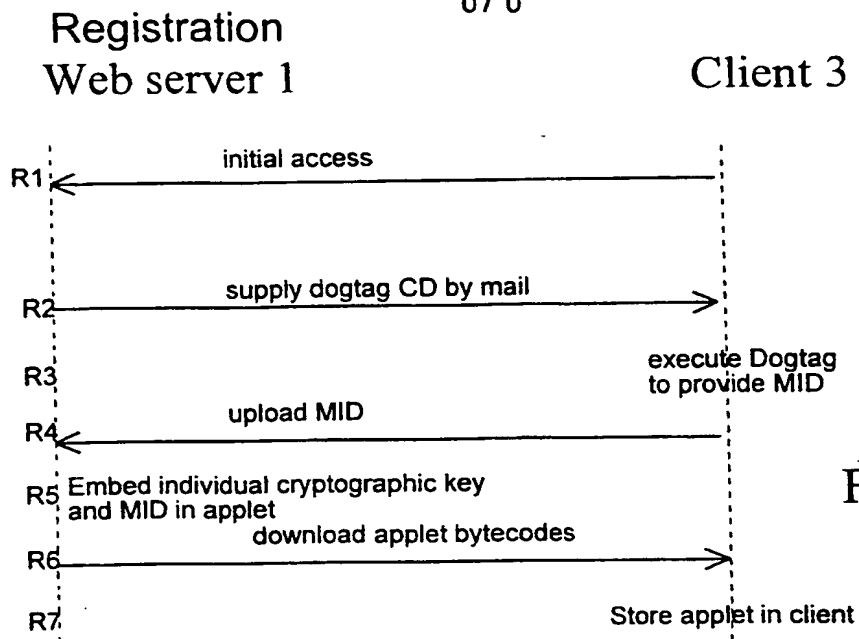 Registration
Web server 1
Client 3
R1
initial access
R2
supply dogtag CD by mail
R3
execute Dogtag
to provide MID
R4
upload MID
R5
Embed individual cryptographic key
and MID in applet
R6
download applet bytecodes
R7
Store applet in client